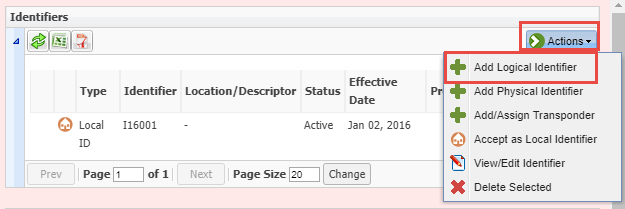 Identifiers
Actions
Add Logical Identifier
Add Physical Identifier
Add/Assign Transponder
Accept as Local Identifier
View/Edit Identifier
Delete Selected
Type Identifier Location/Descriptor Status Effective Date Pr
Local ID I16001 - Active Jan 02, 2016
Prev Page 1 of 1 Next Page Size 20 Change